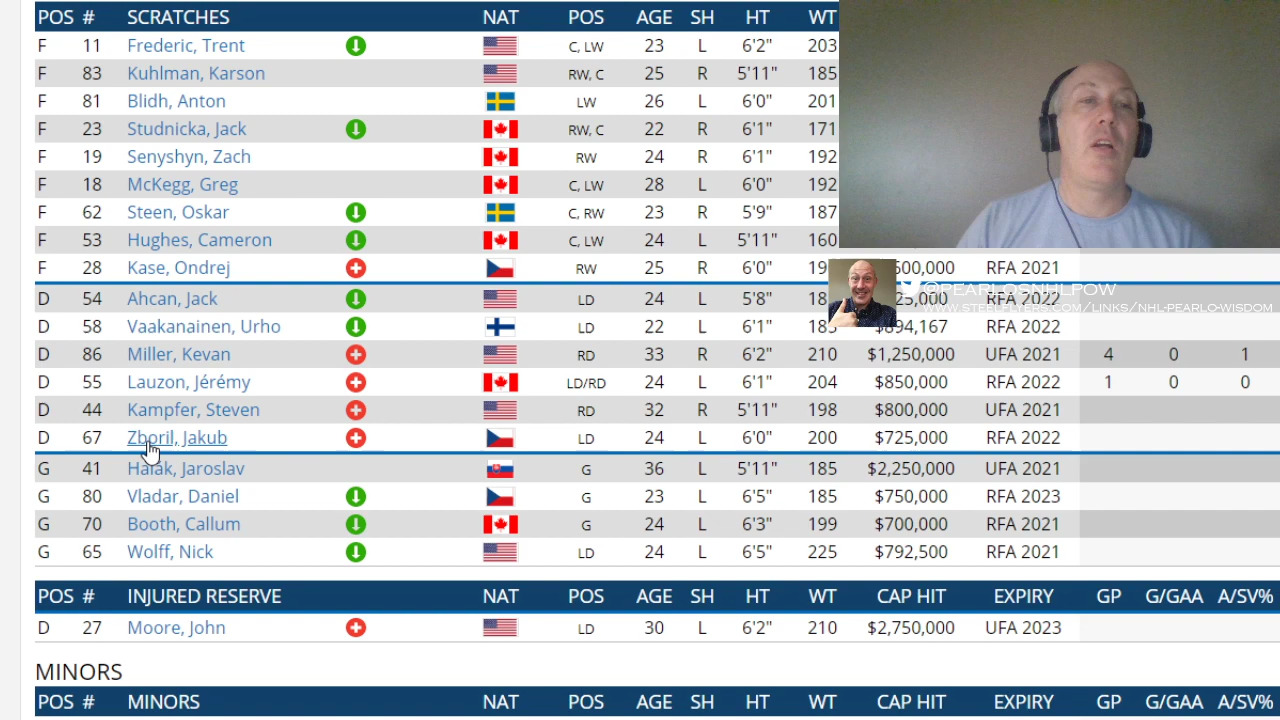 POS # SCRATCHES NAT POS AGE SH HT WT
F 11 Frederic, Trent C, LW 23 L 6'2" 203
F 83 Kuhlman, Karson RW, C 25 R 5'11" 185
F 81 Blidh, Anton LW 26 L 6'0" 201
F 23 Studnicka, Jack RW, C 22 R 6'1" 171
F 19 Senyshyn, Zach RW 24 R 6'1" 192
F 18 McKegg, Greg C, LW 28 L 6'0" 192
F 62 Steen, Oskar C, RW 23 R 5'9" 187
F 53 Hughes, Cameron C, LW 24 L 5'11" 160
F 28 Kase, Ondrej RW 25 R 6'0" RFA 2021
@PEARLOSNHLPOW
D 54 Ahcan, Jack LD 24 L 5'8" RFA 2022
WWW.STEELFLYERS.COM/LINKS/NHL-PEARLO-WISDOM
D 58 Vaakanainen, Urho LD 22 L 6'1" 185 $894,167 RFA 2022
D 86 Miller, Kevan RD 33 R 6'2" 210 $1,250,000 UFA 2021 4 0 1
D 55 Lauzon, Jérémy LD/RD 24 L 6'1" 204 $850,000 RFA 2022 1 0 0
D 44 Kampfer, Steven RD 32 R 5'11" 198 $800,000 UFA 2021
D 67 Zboril, Jakub LD 24 L 6'0" 200 $725,000 RFA 2022
G 41 Halak, Jaroslav G 36 L 5'11" 185 $2,250,000 UFA 2021
G 80 Vladar, Daniel G 23 L 6'5" 185 $750,000 RFA 2023
G 70 Booth, Callum G 24 L 6'3" 199 $700,000 RFA 2021
G 65 Wolff, Nick LD 24 L 6'5" 225 $792,500 RFA 2021
POS # INJURED RESERVE NAT POS AGE SH HT WT CAP HIT EXPIRY GP G/GAA A/SV%
D 27 Moore, John LD 30 L 6'2" 210 $2,750,000 UFA 2023
MINORS
POS # MINORS NAT POS AGE SH HT WT CAP HIT EXPIRY GP G/GAA A/SV%